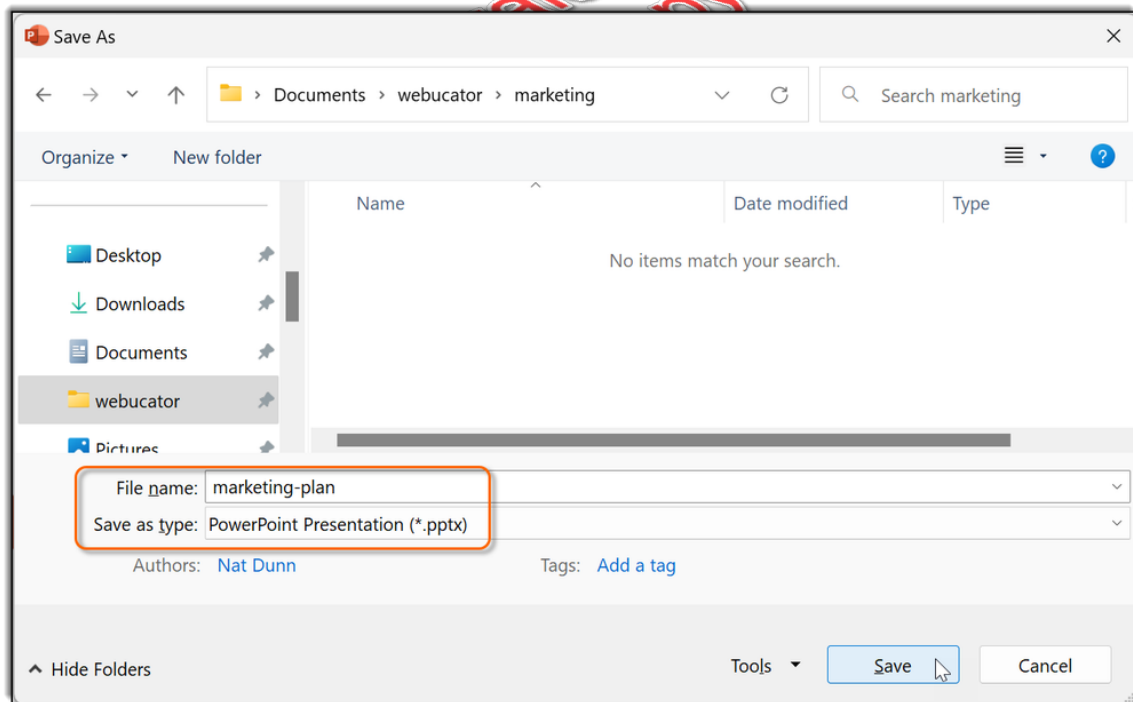 Save As
Documents > webucator > marketing
Search marketing
Organize
New folder
?
Name
Date modified
Type
No items match your search.
Desktop
Downloads
Documents
webucator
Pictures
File name: marketing-plan
Save as type: PowerPoint Presentation (*.pptx)
Authors: Nat Dunn
Tags: Add a tag
Hide Folders
Tools
Save
Cancel